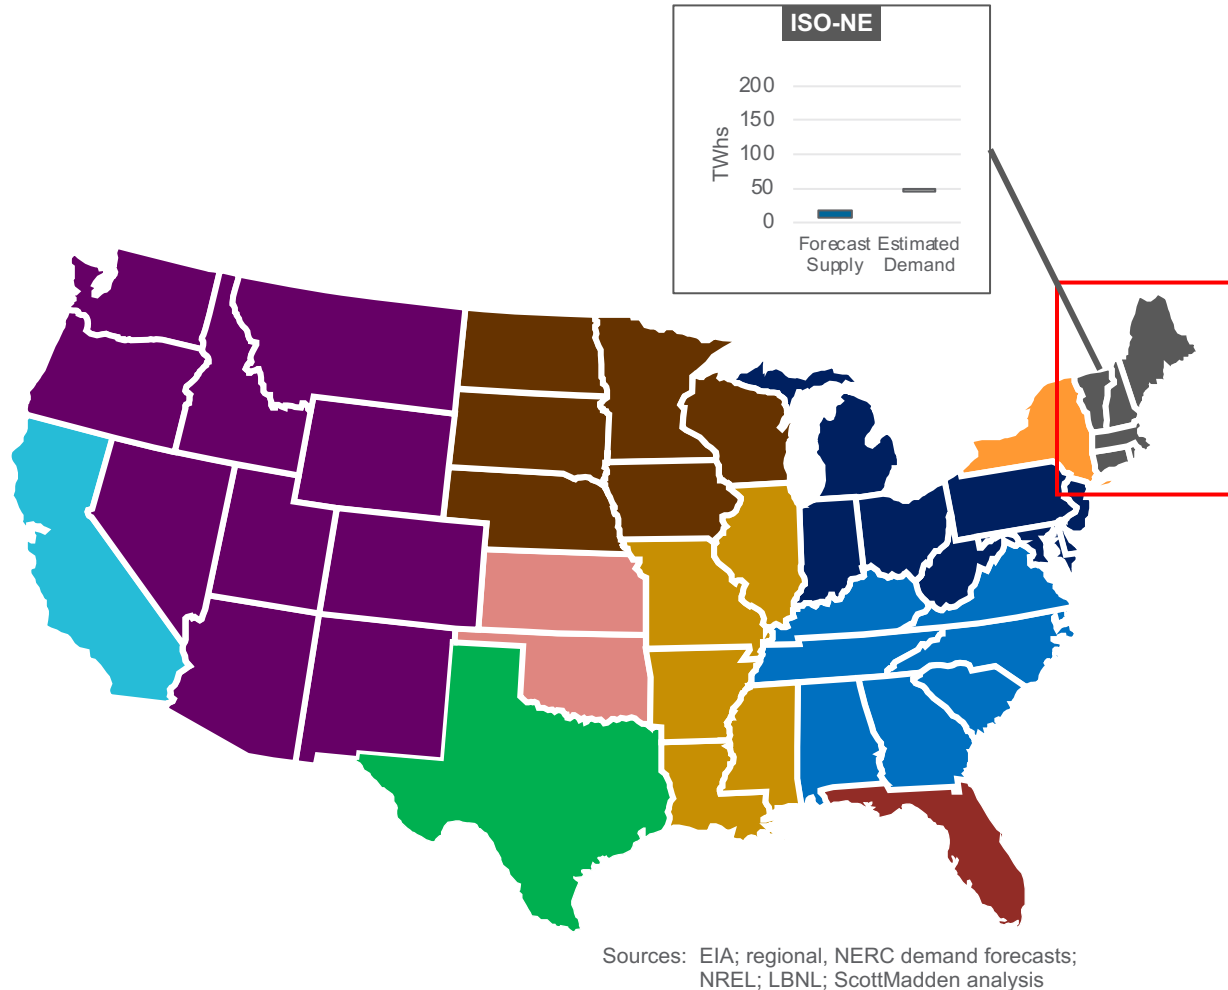 ISO-NE
TWhs
200
150
100
50
0
Forecast Supply
Estimated Demand
Sources: EIA; regional, NERC demand forecasts;
NREL; LBNL; ScottMadden analysis